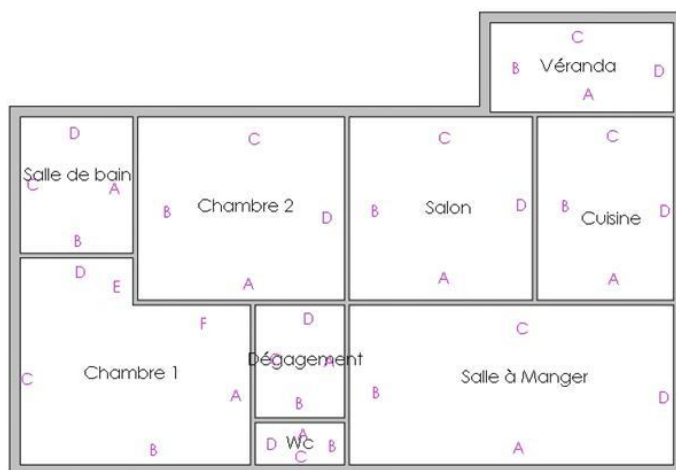 C
B Véranda D
A
D
Salle de bain
C A
B
C
B Chambre 2 D
A
C
B Salon D
A
C
B Cuisine D
A
D
E
F
C Chambre 1 A
B
D
Dégagement
C A
B
A
D Wc B
C
C
B Salle à Manger D
A